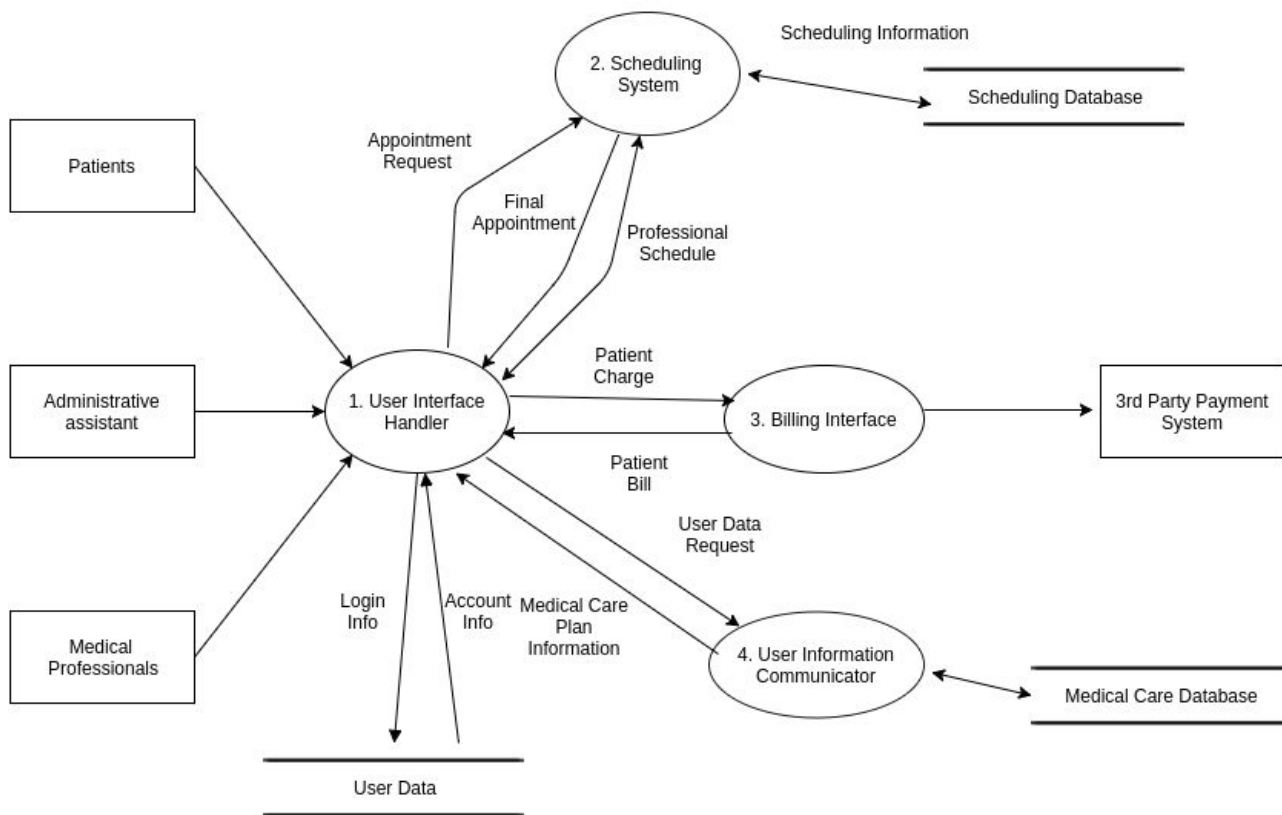 Scheduling Information
2. Scheduling
System
Scheduling Database
Patients
Appointment
Request
Final
Appointment
Professional
Schedule
Administrative
assistant
1. User Interface
Handler
Patient
Charge
3. Billing Interface
3rd Party Payment
System
Patient
Bill
User Data
Request
Medical
Professionals
Login
Info
Account
Info
Medical Care
Plan
Information
4. User Information
Communicator
Medical Care Database
User Data